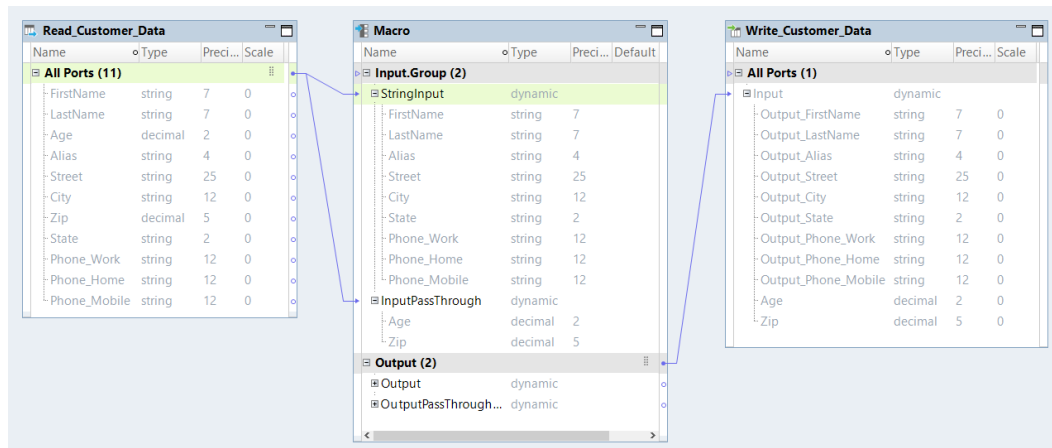 Read_Customer_Data
Name Type Preci... Scale
All Ports (11)
FirstName string 7 0
LastName string 7 0
Age decimal 2 0
Alias string 4 0
Street string 25 0
City string 12 0
Zip decimal 5 0
State string 2 0
Phone_Work string 12 0
Phone_Home string 12 0
Phone_Mobile string 12 0
Macro
Name Type Preci... Default
Input.Group (2)
StringInput dynamic
FirstName string 7
LastName string 7
Alias string 4
Street string 25
City string 12
State string 2
Phone_Work string 12
Phone_Home string 12
Phone_Mobile string 12
InputPassThrough dynamic
Age decimal 2
Zip decimal 5
Output (2)
Output dynamic
OutputPassThrough... dynamic
Write_Customer_Data
Name Type Preci... Scale
All Ports (1)
Input dynamic
Output_FirstName string 7 0
Output_LastName string 7 0
Output_Alias string 4 0
Output_Street string 25 0
Output_City string 12 0
Output_State string 2 0
Output_Phone_Work string 12 0
Output_Phone_Home string 12 0
Output_Phone_Mobile string 12 0
Age decimal 2 0
Zip decimal 5 0